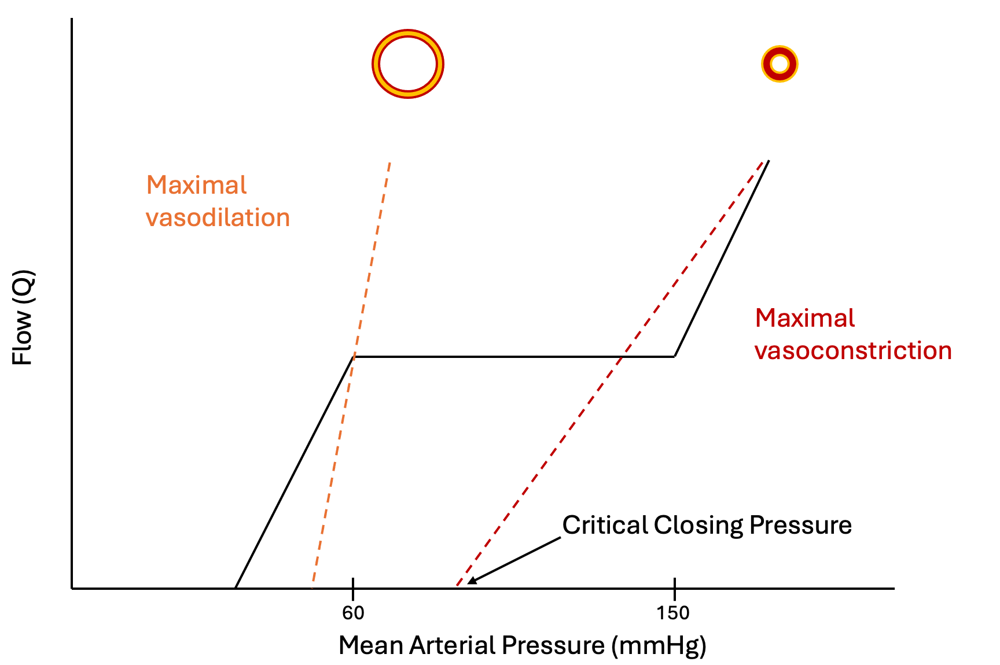 Maximal
vasodilation
Flow (Q)
Maximal
vasoconstriction
Critical Closing Pressure
60
150
Mean Arterial Pressure (mmHg)